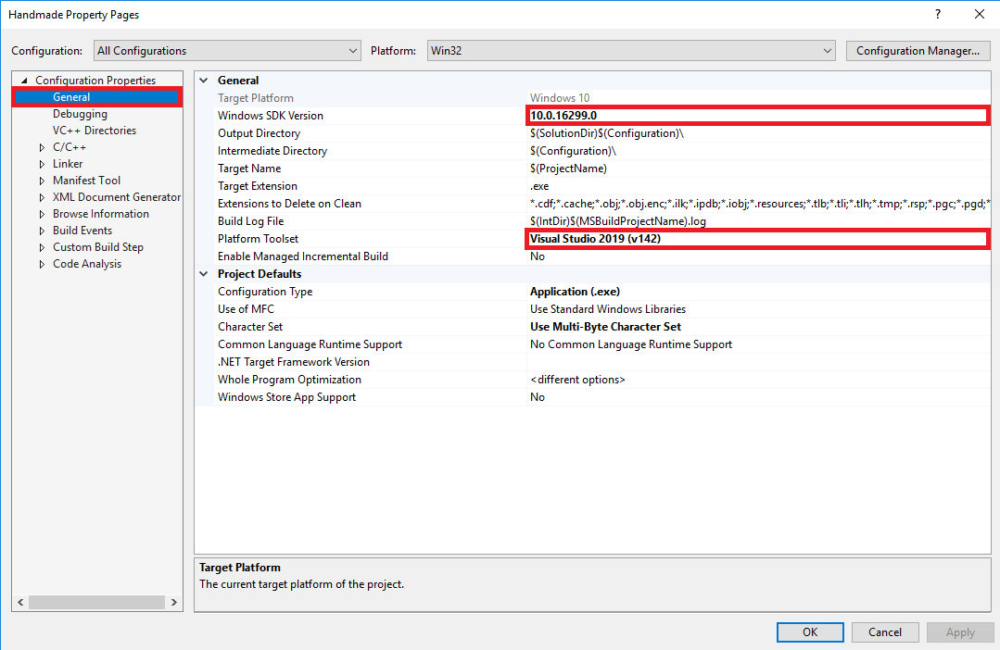 Handmade Property Pages
?
Configuration: All Configurations Platform: Win32 Configuration Manager...
Configuration Properties
General
Debugging
VC++ Directories
C/C++
Linker
Manifest Tool
XML Document Generator
Browse Information
Build Events
Custom Build Step
Code Analysis
General
Target Platform Windows 10
Windows SDK Version 10.0.16299.0
Output Directory $(SolutionDir)$(Configuration)\
Intermediate Directory $(Configuration)\
Target Name $(ProjectName)
Target Extension .exe
Extensions to Delete on Clean *.cdf;*.cache;*.obj;*.obj.enc;*.ilk;*.ipdb;*.iobj;*.resources;*.tlb;*.tli;*.tlh;*.tmp;*.rsp;*.pgc;*.pgd;*
Build Log File $(IntDir)$(MSBuildProjectName).log
Platform Toolset Visual Studio 2019 (v142)
Enable Managed Incremental Build No
Project Defaults
Configuration Type Application (.exe)
Use of MFC Use Standard Windows Libraries
Character Set Use Multi-Byte Character Set
Common Language Runtime Support No Common Language Runtime Support
.NET Target Framework Version
Whole Program Optimization <different options>
Windows Store App Support No
Target Platform
The current target platform of the project.
OK Cancel Apply